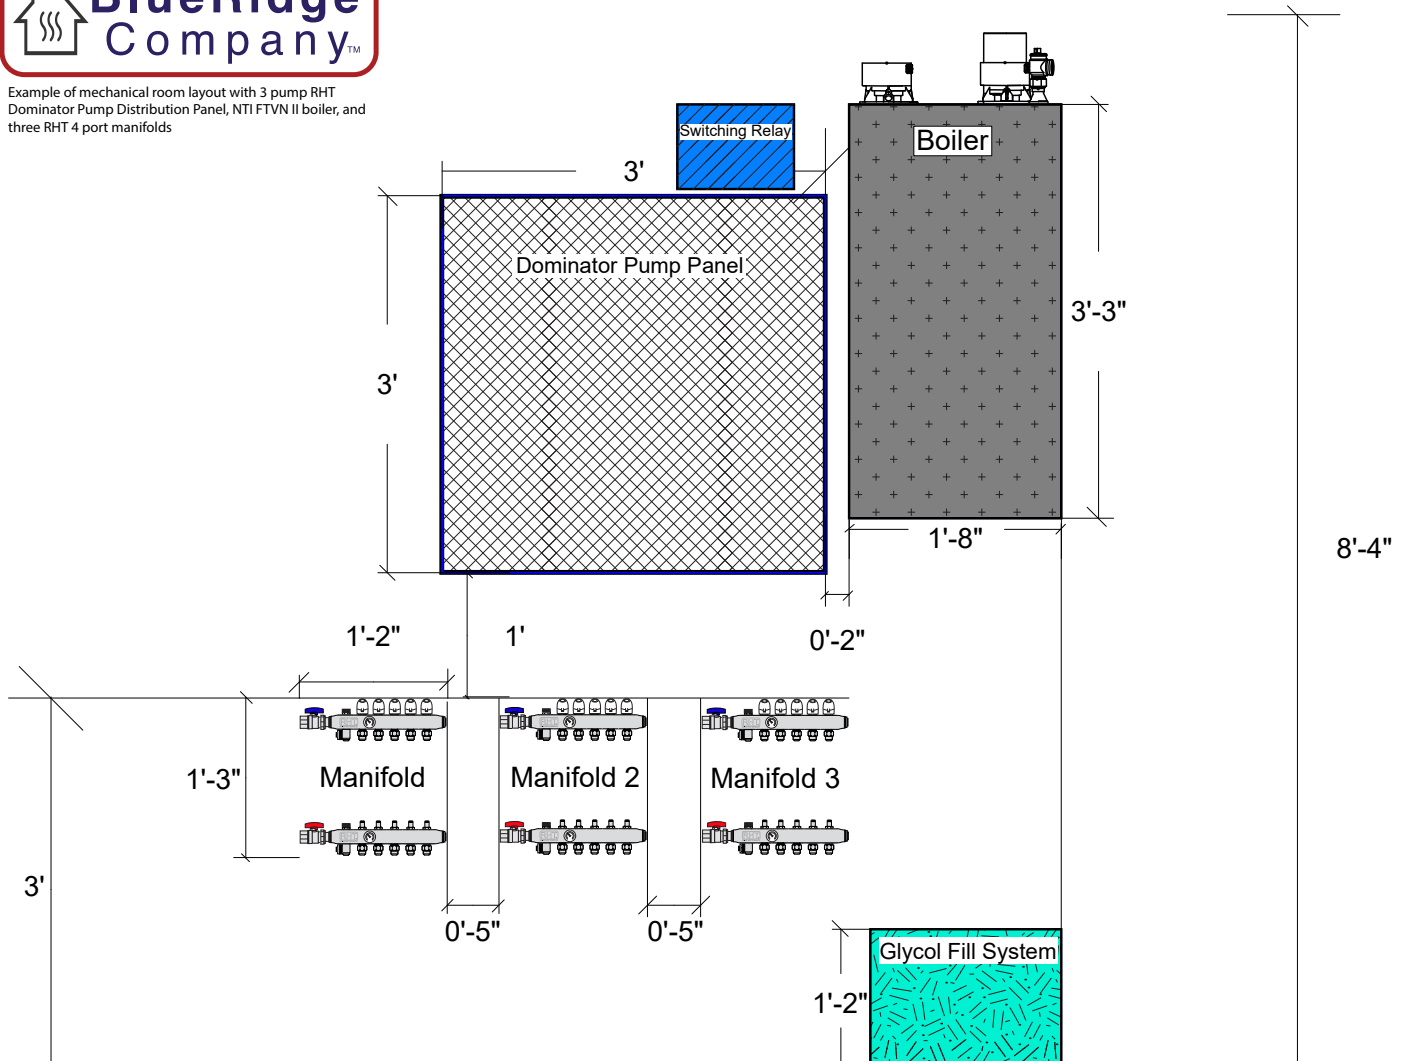 BlueRidge
Company™
Example of mechanical room layout with 3 pump RHT
Dominator Pump Distribution Panel, NTI FTVN II boiler, and
three RHT 4 port manifolds
Switching Relay
Boiler
3'
Dominator Pump Panel
3'-3"
3'
1'-8"
8'-4"
1'-2"
1'
0'-2"
1'-3"
Manifold
Manifold 2
Manifold 3
3'
0'-5"
0'-5"
Glycol Fill System
1'-2"